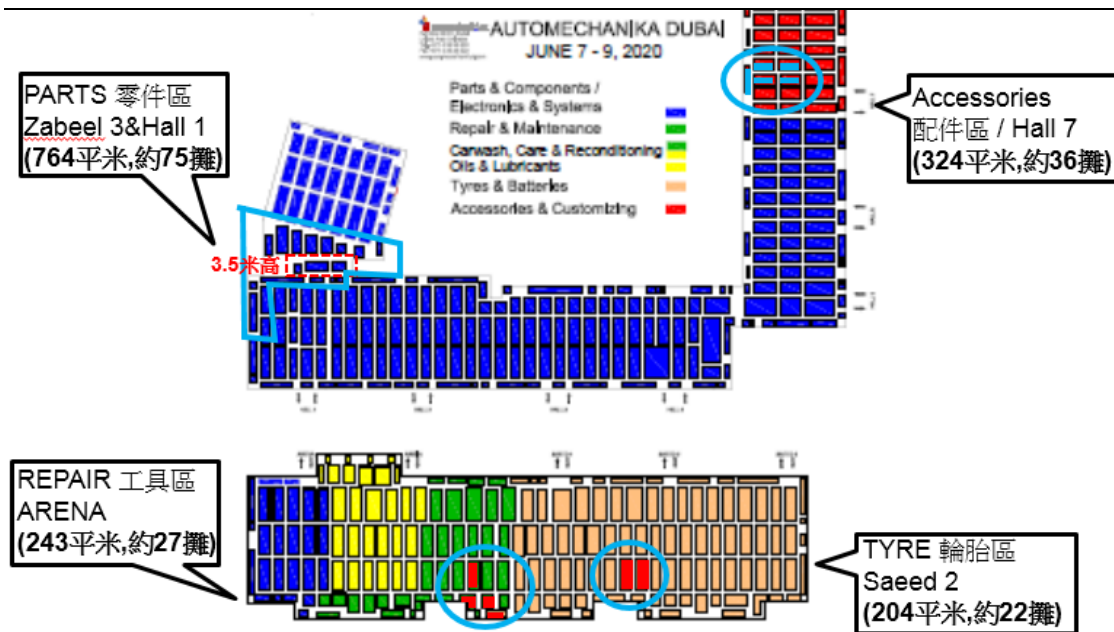 AUTOMECHANIKA DUBAI
JUNE 7 - 9, 2020
Parts & Components /
Electronics & Systems
Repair & Maintenance
Carwash, Care & Reconditioning
Oils & Lubricants
Tyres & Batteries
Accessories & Customizing
PARTS 零件區
Zabeel 3&Hall 1
(764平米,約75攤)
Accessories
配件區 / Hall 7
(324平米,約36攤)
3.5米高
REPAIR 工具區
ARENA
(243平米,約27攤)
TYRE 輪胎區
Saeed 2
(204平米,約22攤)